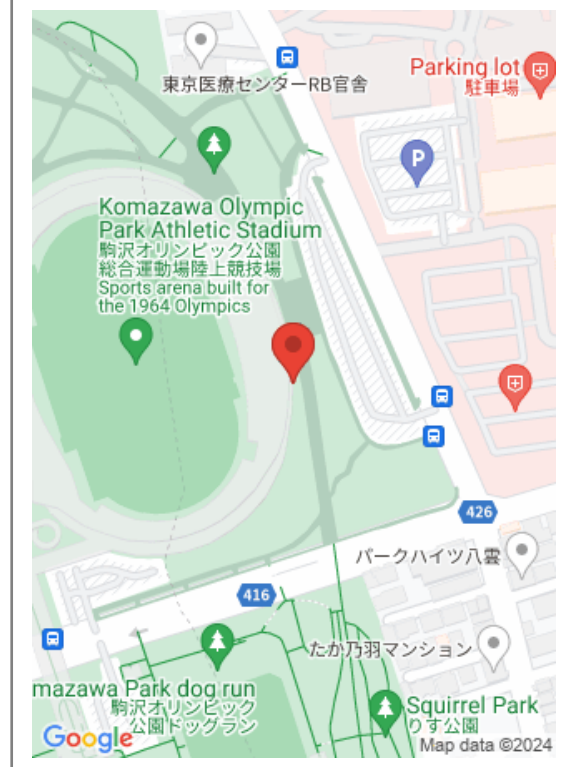 東京医療センターRB官舎
Parking lot
駐車場
P
Komazawa Olympic
Park Athletic Stadium
駒沢オリンピック公園
総合運動場陸上競技場
Sports arena built for
the 1964 Olympics
426
パークハイツ八雲
416
たか乃羽マンション
mazawa Park dog run
駒沢オリンピック
公園ドッグラン
Squirrel Park
りす公園
Google
Map data ©2024